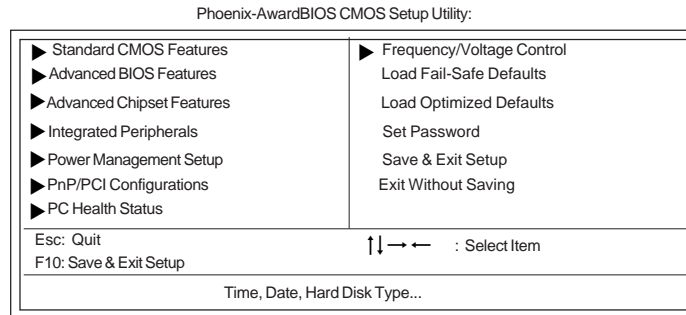 Phoenix-AwardBIOS CMOS Setup Utility:
Standard CMOS Features
Advanced BIOS Features
Advanced Chipset Features
Integrated Peripherals
Power Management Setup
PnP/PCI Configurations
PC Health Status
Frequency/Voltage Control
Load Fail-Safe Defaults
Load Optimized Defaults
Set Password
Save & Exit Setup
Exit Without Saving
Esc: Quit
F10: Save & Exit Setup
↑↓→← : Select Item
Time, Date, Hard Disk Type...